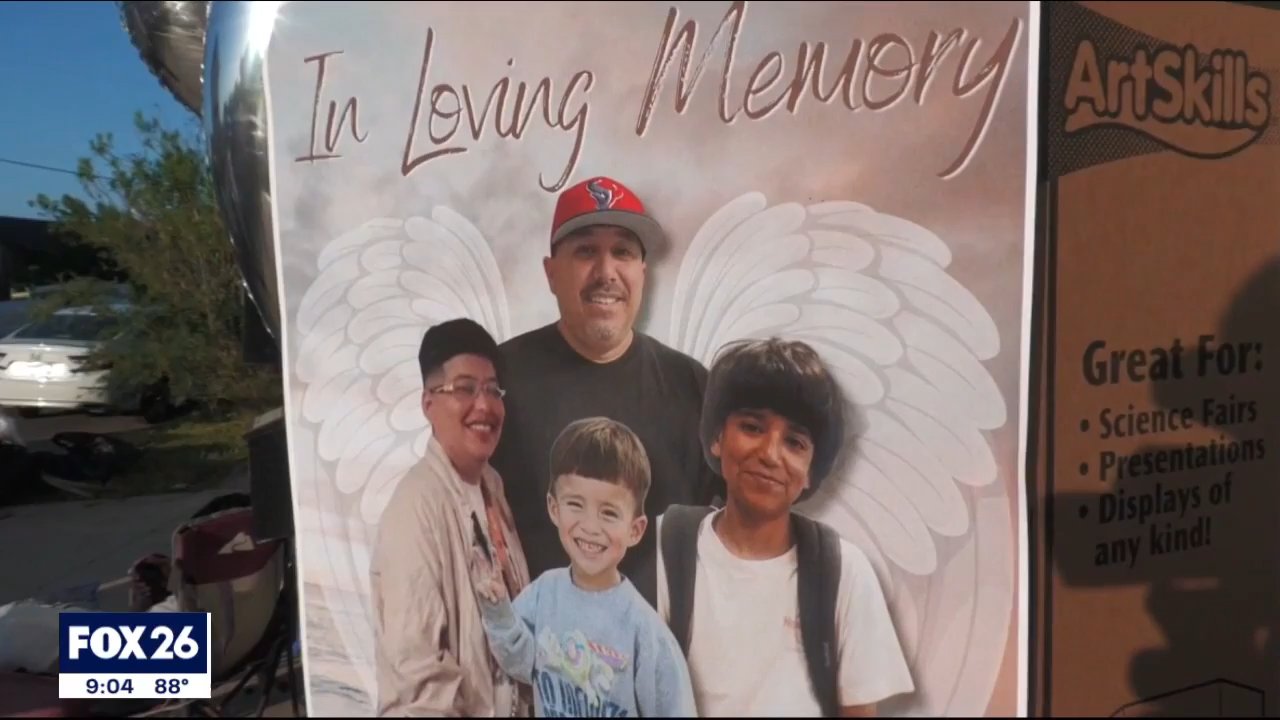 In Loving Memory
ArtSkills
Great For:
• Science Fairs
• Presentations
• Displays of
any kind!
FOX 26
9:04 88°